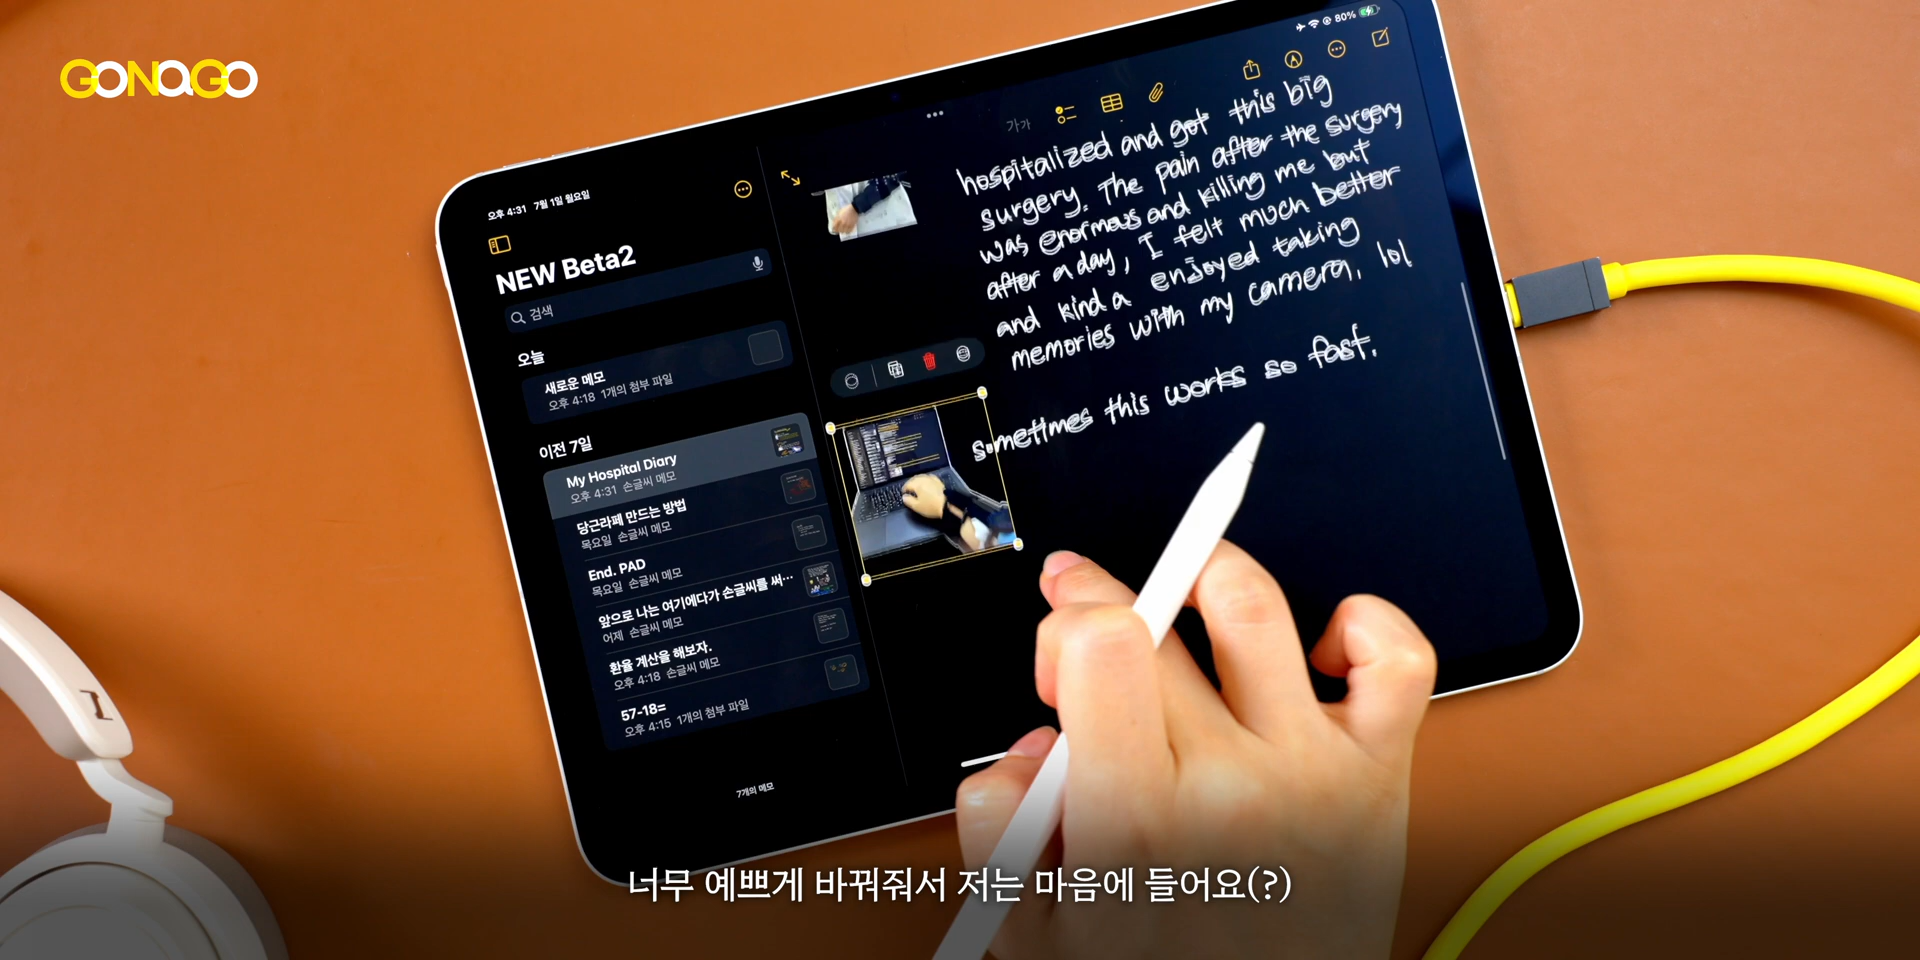 GONaGO
80%
오후 4:31 7월 1일 월요일
NEW Beta2
검색
오늘
새로운 메모
오후 4:18 1개의 첨부 파일
이전 7일
My Hospital Diary
오후 4:31 손글씨 메모
당근라페 만드는 방법
목요일 손글씨 메모
End. PAD
목요일 손글씨 메모
앞으로 나는 여기에다가 손글씨를 써…
어제 손글씨 메모
환율 계산을 해보자.
오후 4:18 손글씨 메모
57-18=
오후 4:15 1개의 첨부 파일
7개의 메모
가가
hospitalized and got this big
surgery. The pain after the surgery
was enormous and killing me but
after a day, I felt much better
and kinda enjoyed taking
memories with my camera. lol
sometimes this works so fast.
너무 예쁘게 바꿔줘서 저는 마음에 들어요(?)